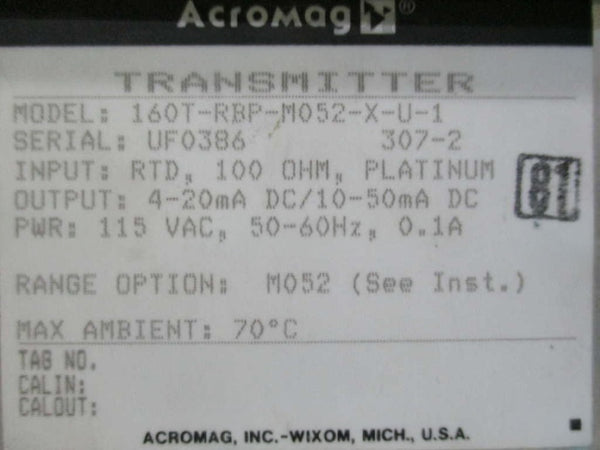 ACROMAG ®
TRANSMITTER
MODEL: 160T-RBP-M052-X-U-1
SERIAL: UF0386 307-2
INPUT: RTD, 100 OHM, PLATINUM
OUTPUT: 4-20mA DC/10-50mA DC
81
PWR: 115 VAC, 50-60Hz, 0.1A
RANGE OPTION: M052 (See Inst.)
MAX AMBIENT: 70°C
TAG NO.
CALIN:
CALOUT:
ACROMAG, INC.-WIXOM, MICH., U.S.A.